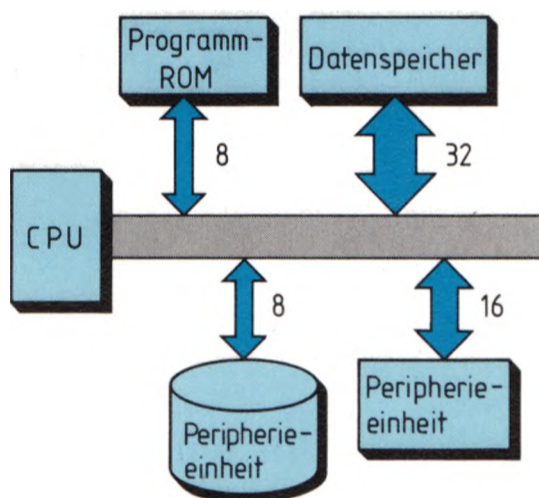 Programm-
ROM
Datenspeicher
8
32
CPU
8
16
Peripherie-
einheit
Peripherie-
einheit